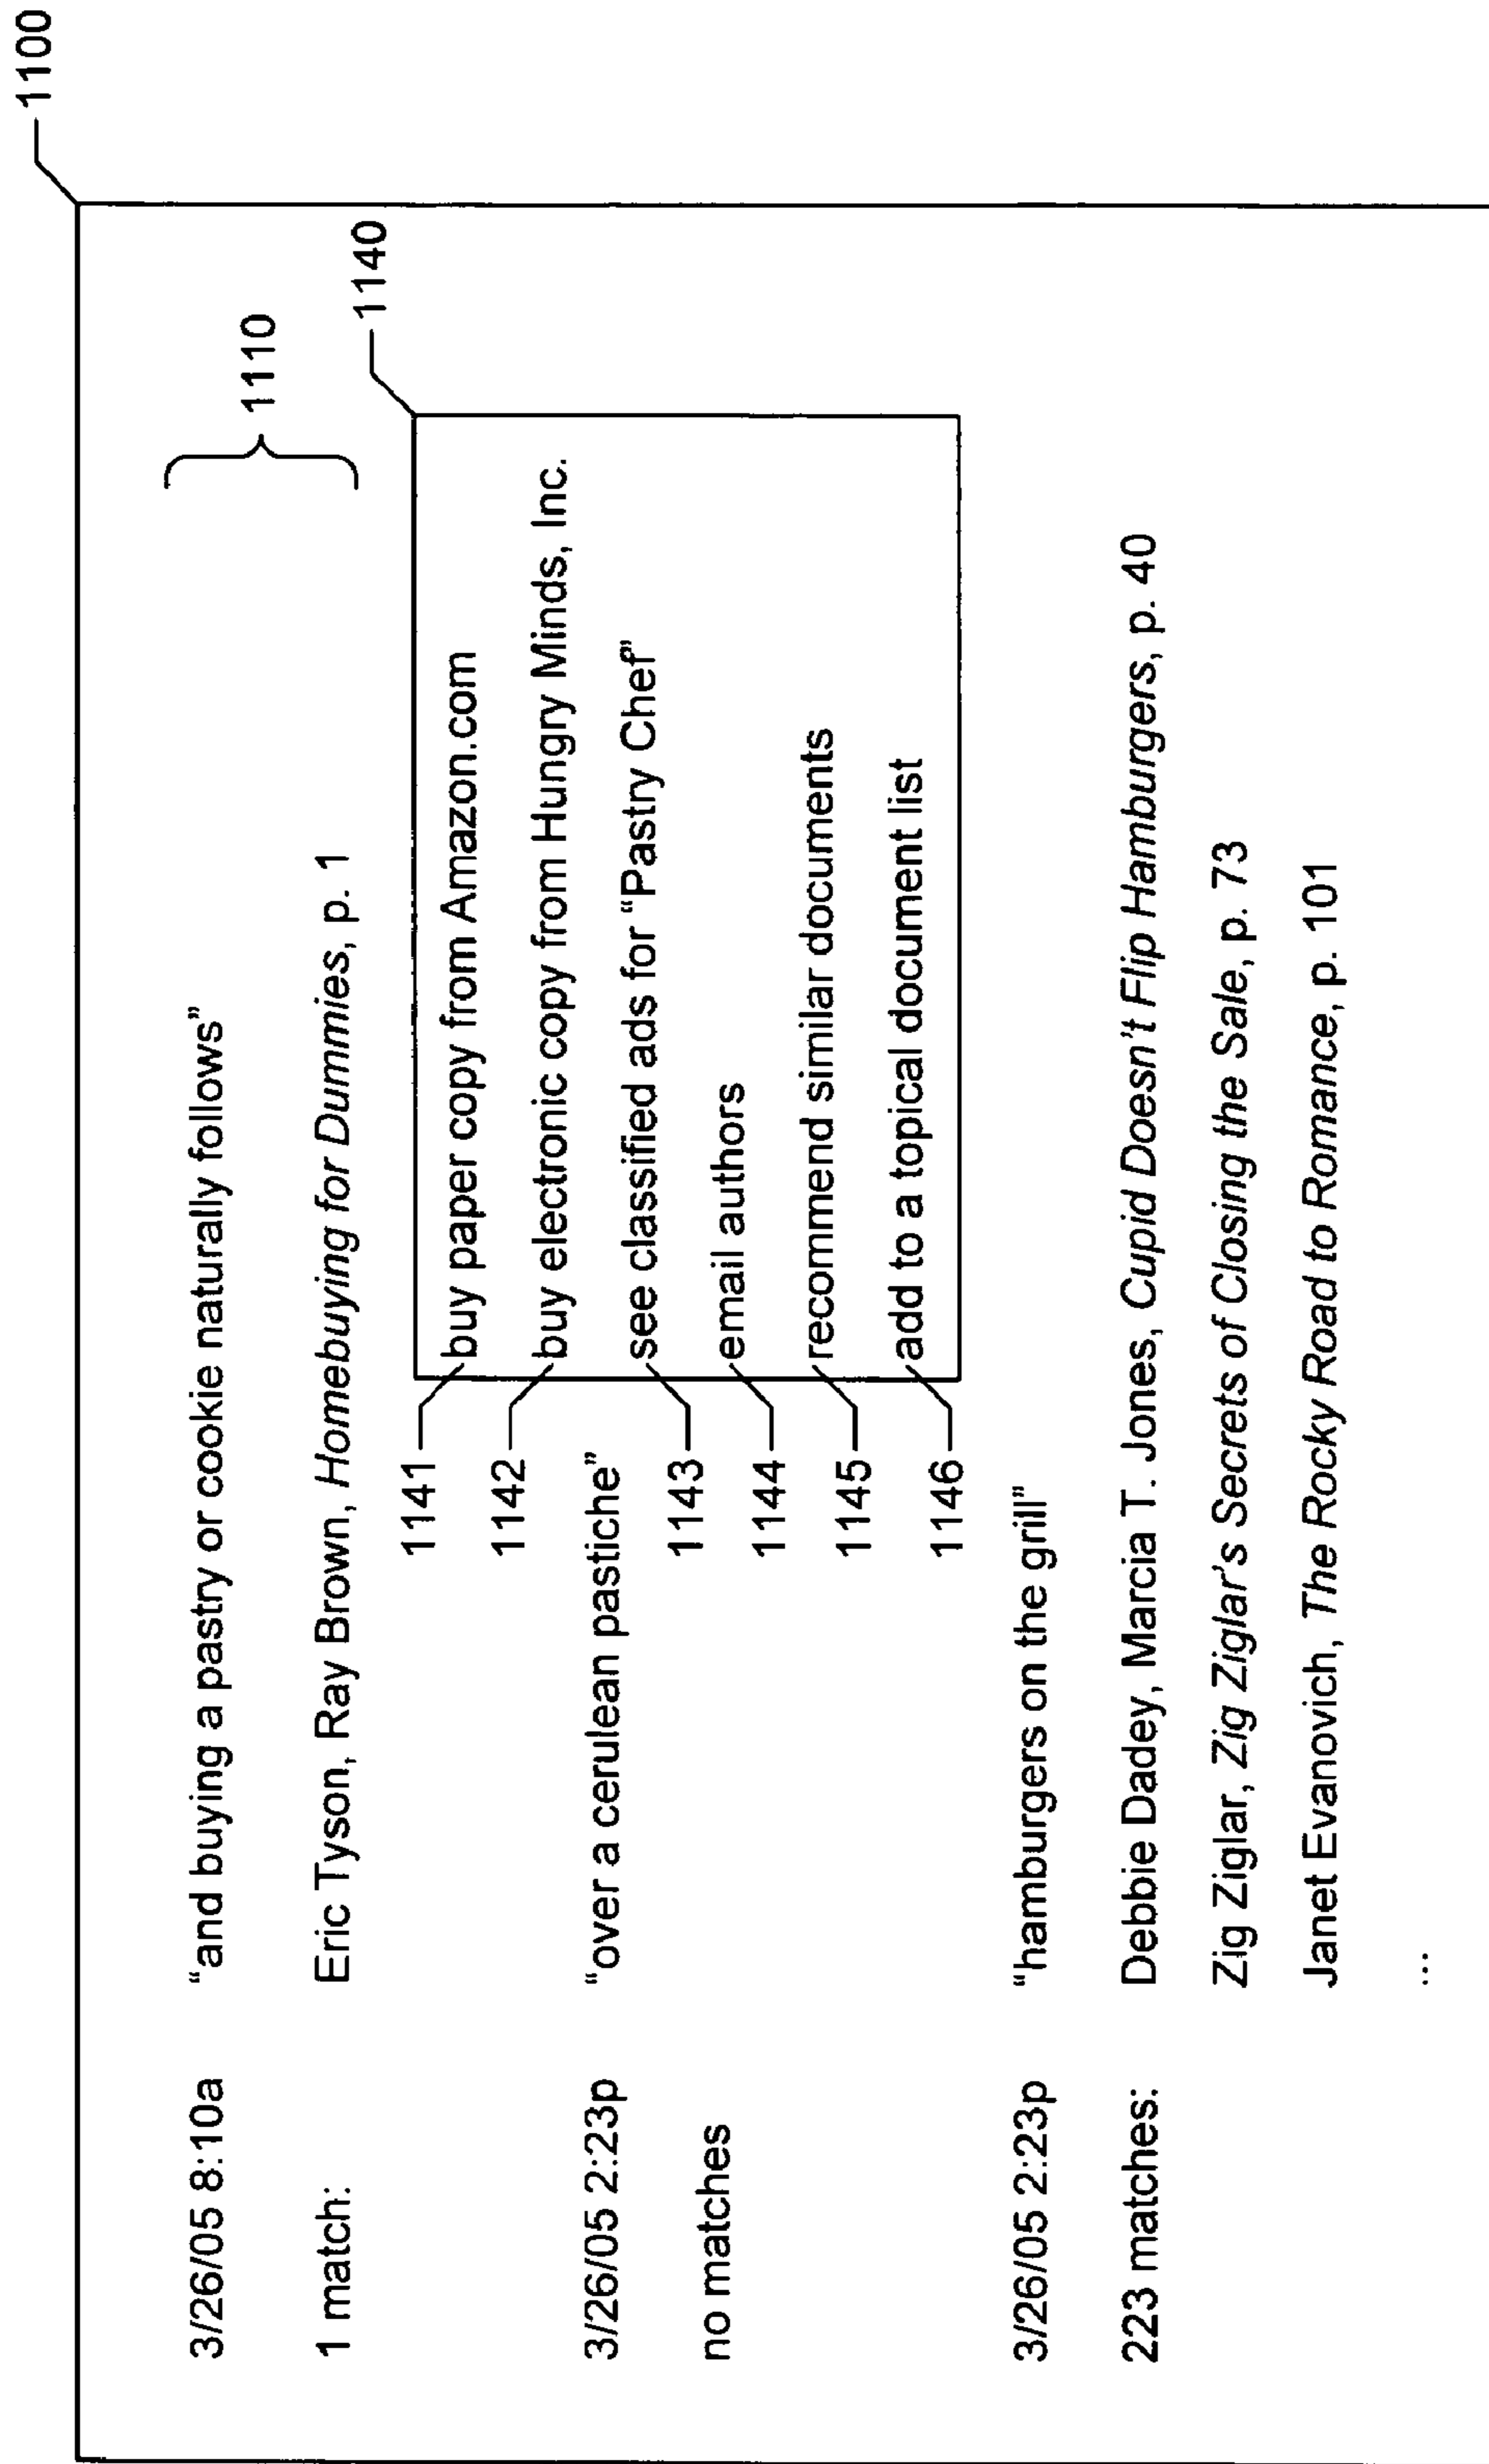 1100
3/26/05 8:10a “and buying a pastry or cookie naturally follows”
1110
1 match: Eric Tyson, Ray Brown, Homebuying for Dummies, p. 1
1140
1141 buy paper copy from Amazon.com
1142 buy electronic copy from Hungry Minds, Inc.
3/26/05 2:23p “over a cerulean pastiche”
1143 see classified ads for “Pastry Chef”
no matches
1144 email authors
1145 recommend similar documents
1146 add to a topical document list
3/26/05 2:23p “hamburgers on the grill”
223 matches: Debbie Dadey, Marcia T. Jones, Cupid Doesn't Flip Hamburgers, p. 40
Zig Ziglar, Zig Ziglar's Secrets of Closing the Sale, p. 73
Janet Evanovich, The Rocky Road to Romance, p. 101
...